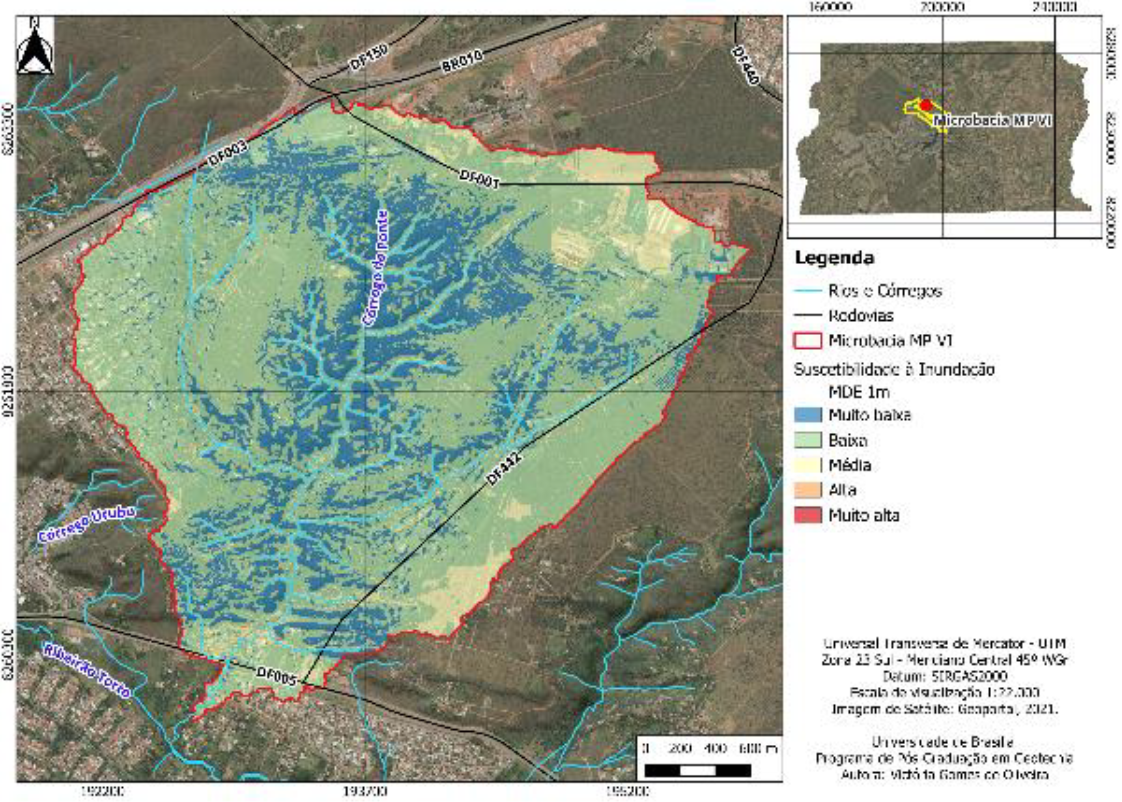 N
DF150
BR010
DF440
DF003
DF001
Córrego do Ponte
DF442
Córrego Urubu
DF005
Ribeirão Torto
192200
193700
195200
0 200 400 600 m
160000 200000 240000
Microbacia MP VI
Legenda
Rios e Córregos
Rodovias
Microbacia MP VI
Suscetibilidade à Inundação
MDE 1m
Muito baixa
Baixa
Média
Alta
Muito alta
Universal Transversa de Mercator - UTM
Zona 23 Sul - Meridiano Central 45º WGr
Datum: SIRGAS2000
Escala de visualização 1:22.000
Imagem de Satélite: Geoportal, 2021.
Universidade de Brasília
Programa de Pós Graduação em Geotecnia
Autora: Victória Gomes de Oliveira